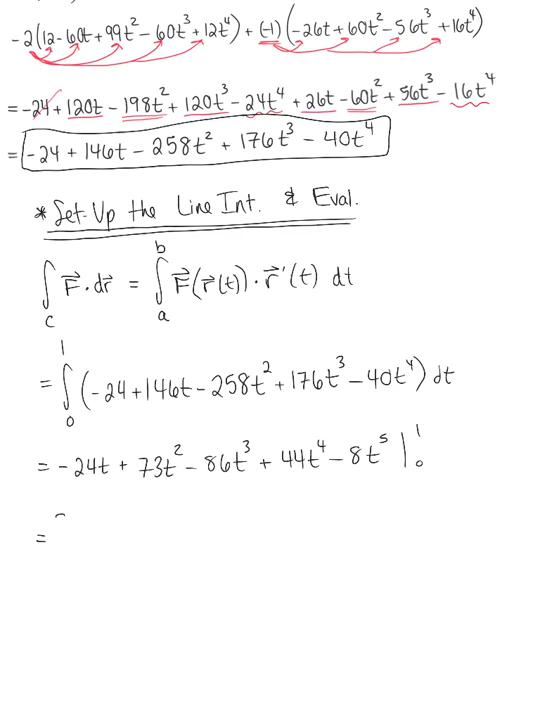 -2(12-60t+99t²-60t³+12t⁴)+(-1)(-26t+60t²-56t³+16t⁴)
= -24+120t-198t²+120t³-24t⁴+26t-60t²+56t³-16t⁴
= -24+146t-258t²+176t³-40t⁴
* Set-Up the Line Int. & Eval.
∫_C F⃗·dr⃗ = ∫_a^b F⃗(r⃗(t))·r⃗'(t) dt
= ∫_0^1 (-24+146t-258t²+176t³-40t⁴) dt
= -24t+73t²-86t³+44t⁴-8t⁵ |_0^1
=